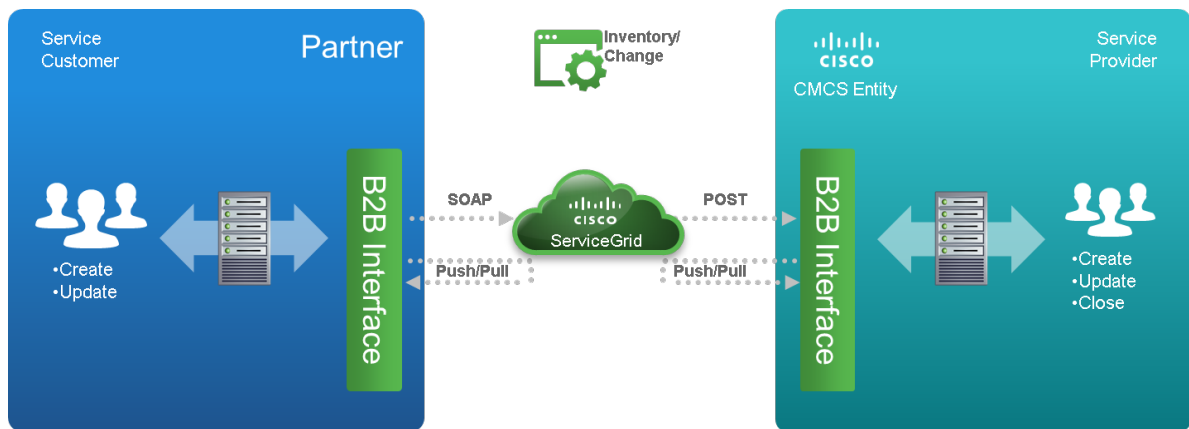 Service
Customer
Partner
•Create
•Update
B2B Interface
Inventory/
Change
SOAP
Push/Pull
CISCO
ServiceGrid
POST
Push/Pull
CISCO
CMCS Entity
Service
Provider
B2B Interface
•Create
•Update
•Close